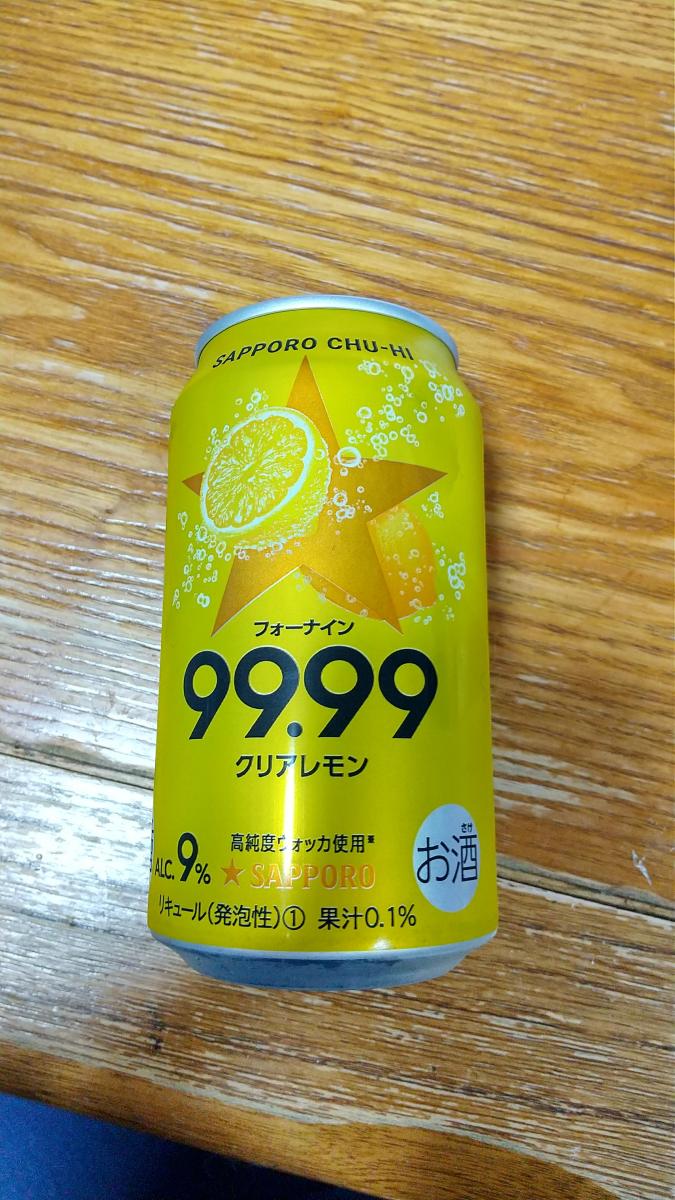 SAPPORO CHU-HI
フォーナイン
99.99
クリアレモン
高純度ウォッカ使用※
ALC. 9%
★ SAPPORO
さけ
お酒
リキュール(発泡性)① 果汁0.1%